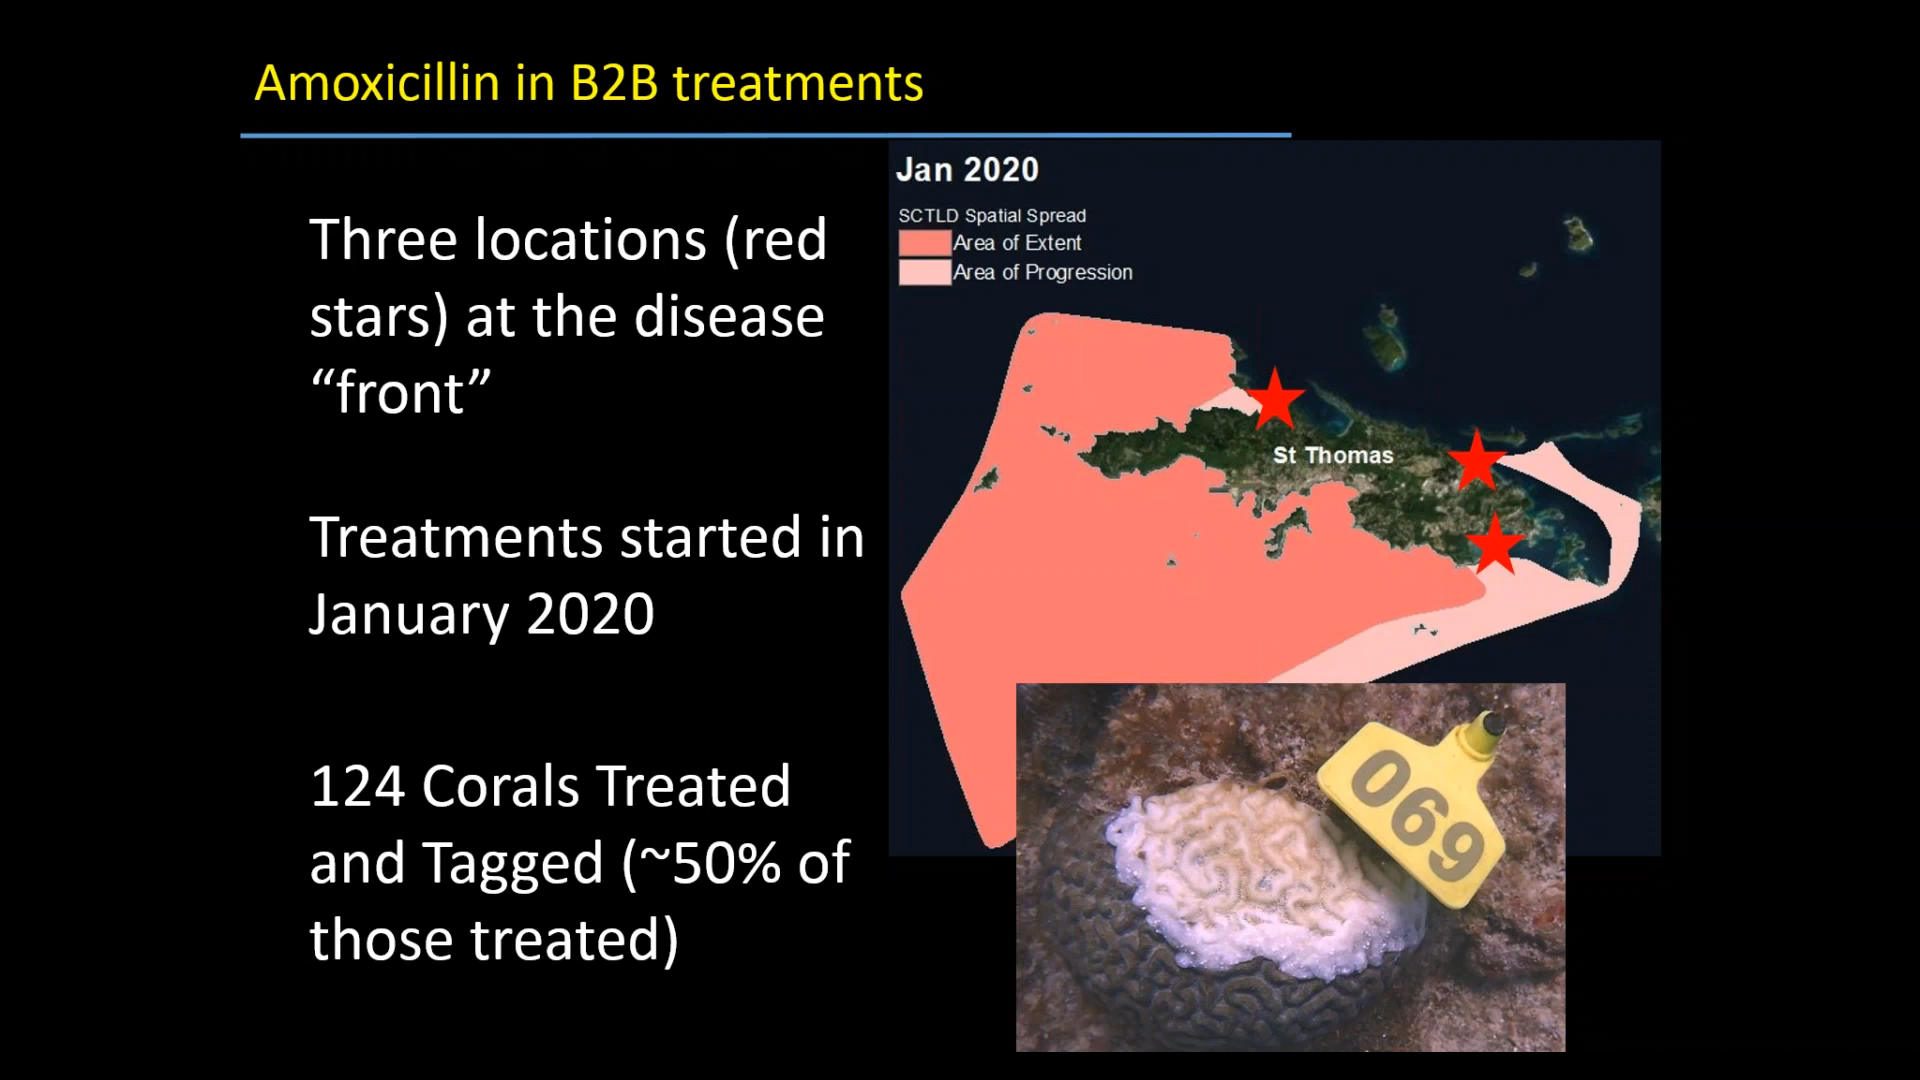 Amoxicillin in B2B treatments
Three locations (red
stars) at the disease
“front”
Treatments started in
January 2020
124 Corals Treated
and Tagged (~50% of
those treated)
Jan 2020
SCTLD Spatial Spread
Area of Extent
Area of Progression
St Thomas
069